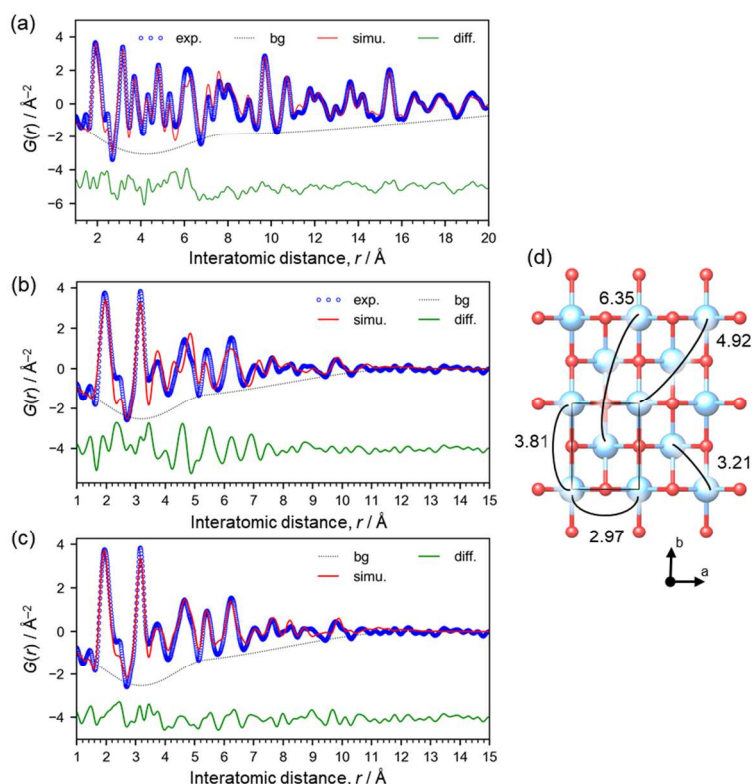 (a)
4
2
0
−2
−4
−6
G(r) / Å−2
exp. bg simu. diff.
2 4 6 8 10 12 14 16 18 20
Interatomic distance, r / Å
(b)
4
2
0
−2
−4
G(r) / Å−2
exp. bg
simu. diff.
1 2 3 4 5 6 7 8 9 10 11 12 13 14 15
Interatomic distance, r / Å
(c)
4
2
0
−2
−4
G(r) / Å−2
bg diff.
simu.
1 2 3 4 5 6 7 8 9 10 11 12 13 14 15
Interatomic distance, r / Å
(d)
6.35
4.92
3.81
3.21
2.97
b
a